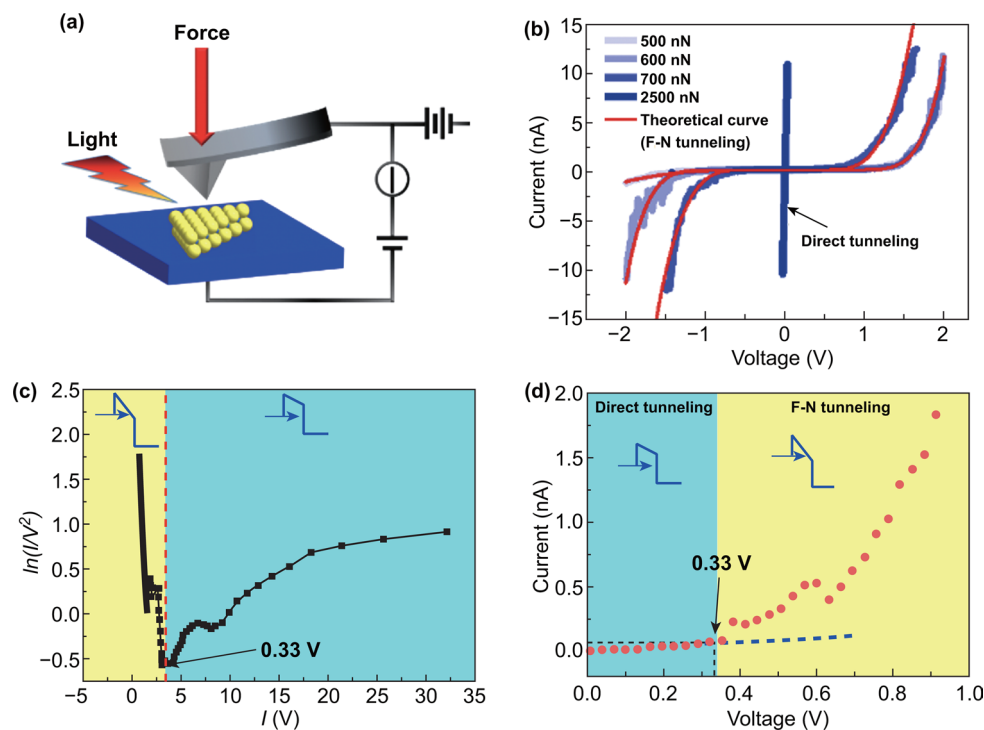 (a)
Force
Light
(b)
15
10
5
0
−5
−10
−15
Current (nA)
500 nN
600 nN
700 nN
2500 nN
Theoretical curve
(F-N tunneling)
Direct tunneling
−2 −1 0 1 2
Voltage (V)
(c)
2.5
2.0
1.5
1.0
0.5
0.0
−0.5
ln(I/V²)
0.33 V
−5 0 5 10 15 20 25 30 35
I (V)
(d)
2.0
1.5
1.0
0.5
0.0
Current (nA)
Direct tunneling
F-N tunneling
0.33 V
0.0 0.2 0.4 0.6 0.8 1.0
Voltage (V)